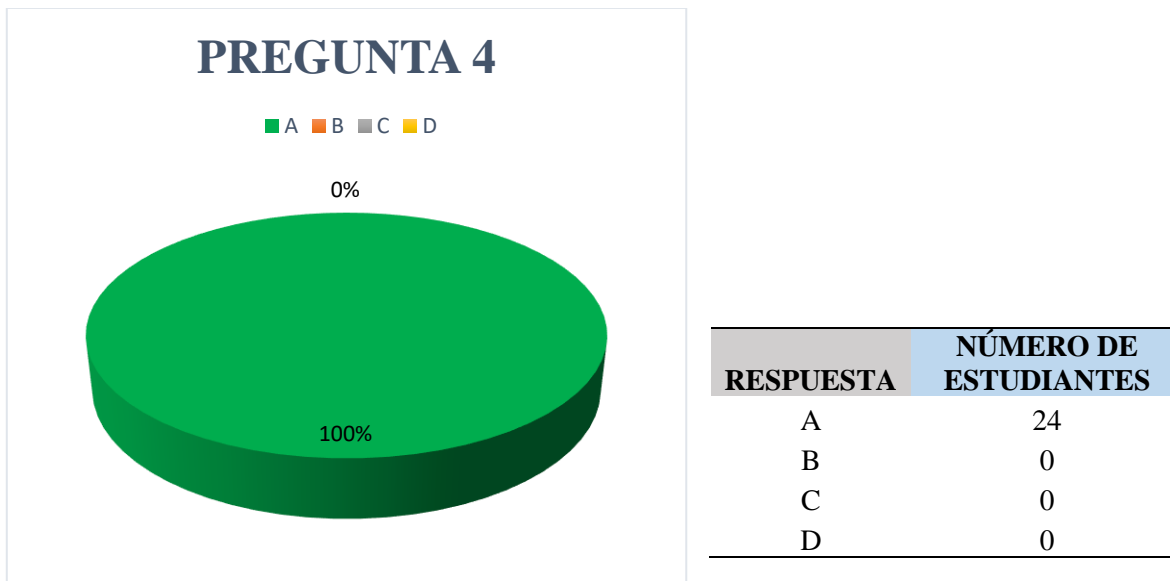 PREGUNTA 4
A B C D
0%
100%
RESPUESTA NÚMERO DE ESTUDIANTES
A 24
B 0
C 0
D 0